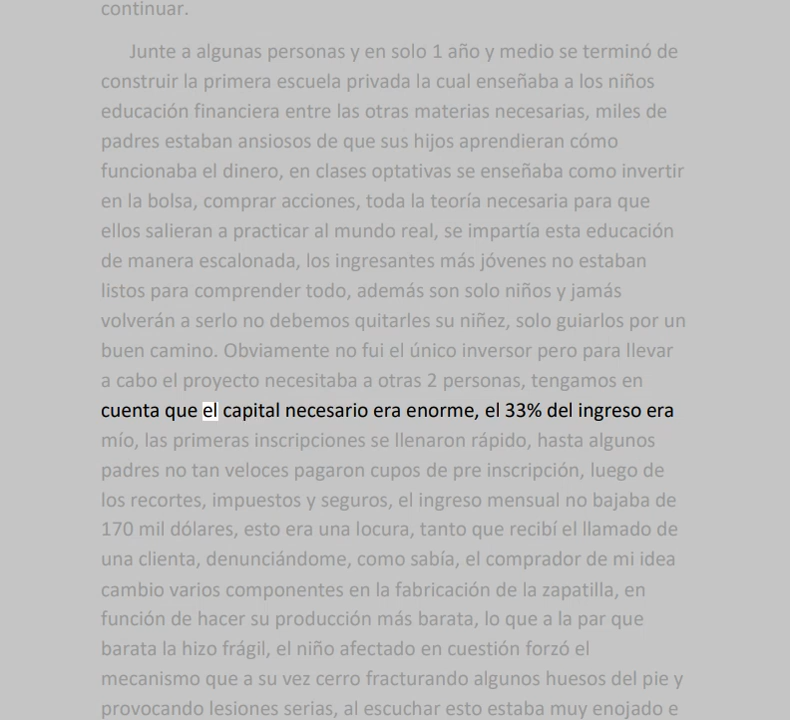 continuar.
Junte a algunas personas y en solo 1 año y medio se terminó de
construir la primera escuela privada la cual enseñaba a los niños
educación financiera entre las otras materias necesarias, miles de
padres estaban ansiosos de que sus hijos aprendieran cómo
funcionaba el dinero, en clases optativas se enseñaba como invertir
en la bolsa, comprar acciones, toda la teoría necesaria para que
ellos salieran a practicar al mundo real, se impartía esta educación
de manera escalonada, los ingresantes más jóvenes no estaban
listos para comprender todo, además son solo niños y jamás
volverán a serlo no debemos quitarles su niñez, solo guiarlos por un
buen camino. Obviamente no fui el único inversor pero para llevar
a cabo el proyecto necesitaba a otras 2 personas, tengamos en
cuenta que el capital necesario era enorme, el 33% del ingreso era
mío, las primeras inscripciones se llenaron rápido, hasta algunos
padres no tan veloces pagaron cupos de pre inscripción, luego de
los recortes, impuestos y seguros, el ingreso mensual no bajaba de
170 mil dólares, esto era una locura, tanto que recibí el llamado de
una clienta, denunciándome, como sabía, el comprador de mi idea
cambio varios componentes en la fabricación de la zapatilla, en
función de hacer su producción más barata, lo que a la par que
barata la hizo frágil, el niño afectado en cuestión forzó el
mecanismo que a su vez cerro fracturando algunos huesos del pie y
provocando lesiones serias, al escuchar esto estaba muy enojado e